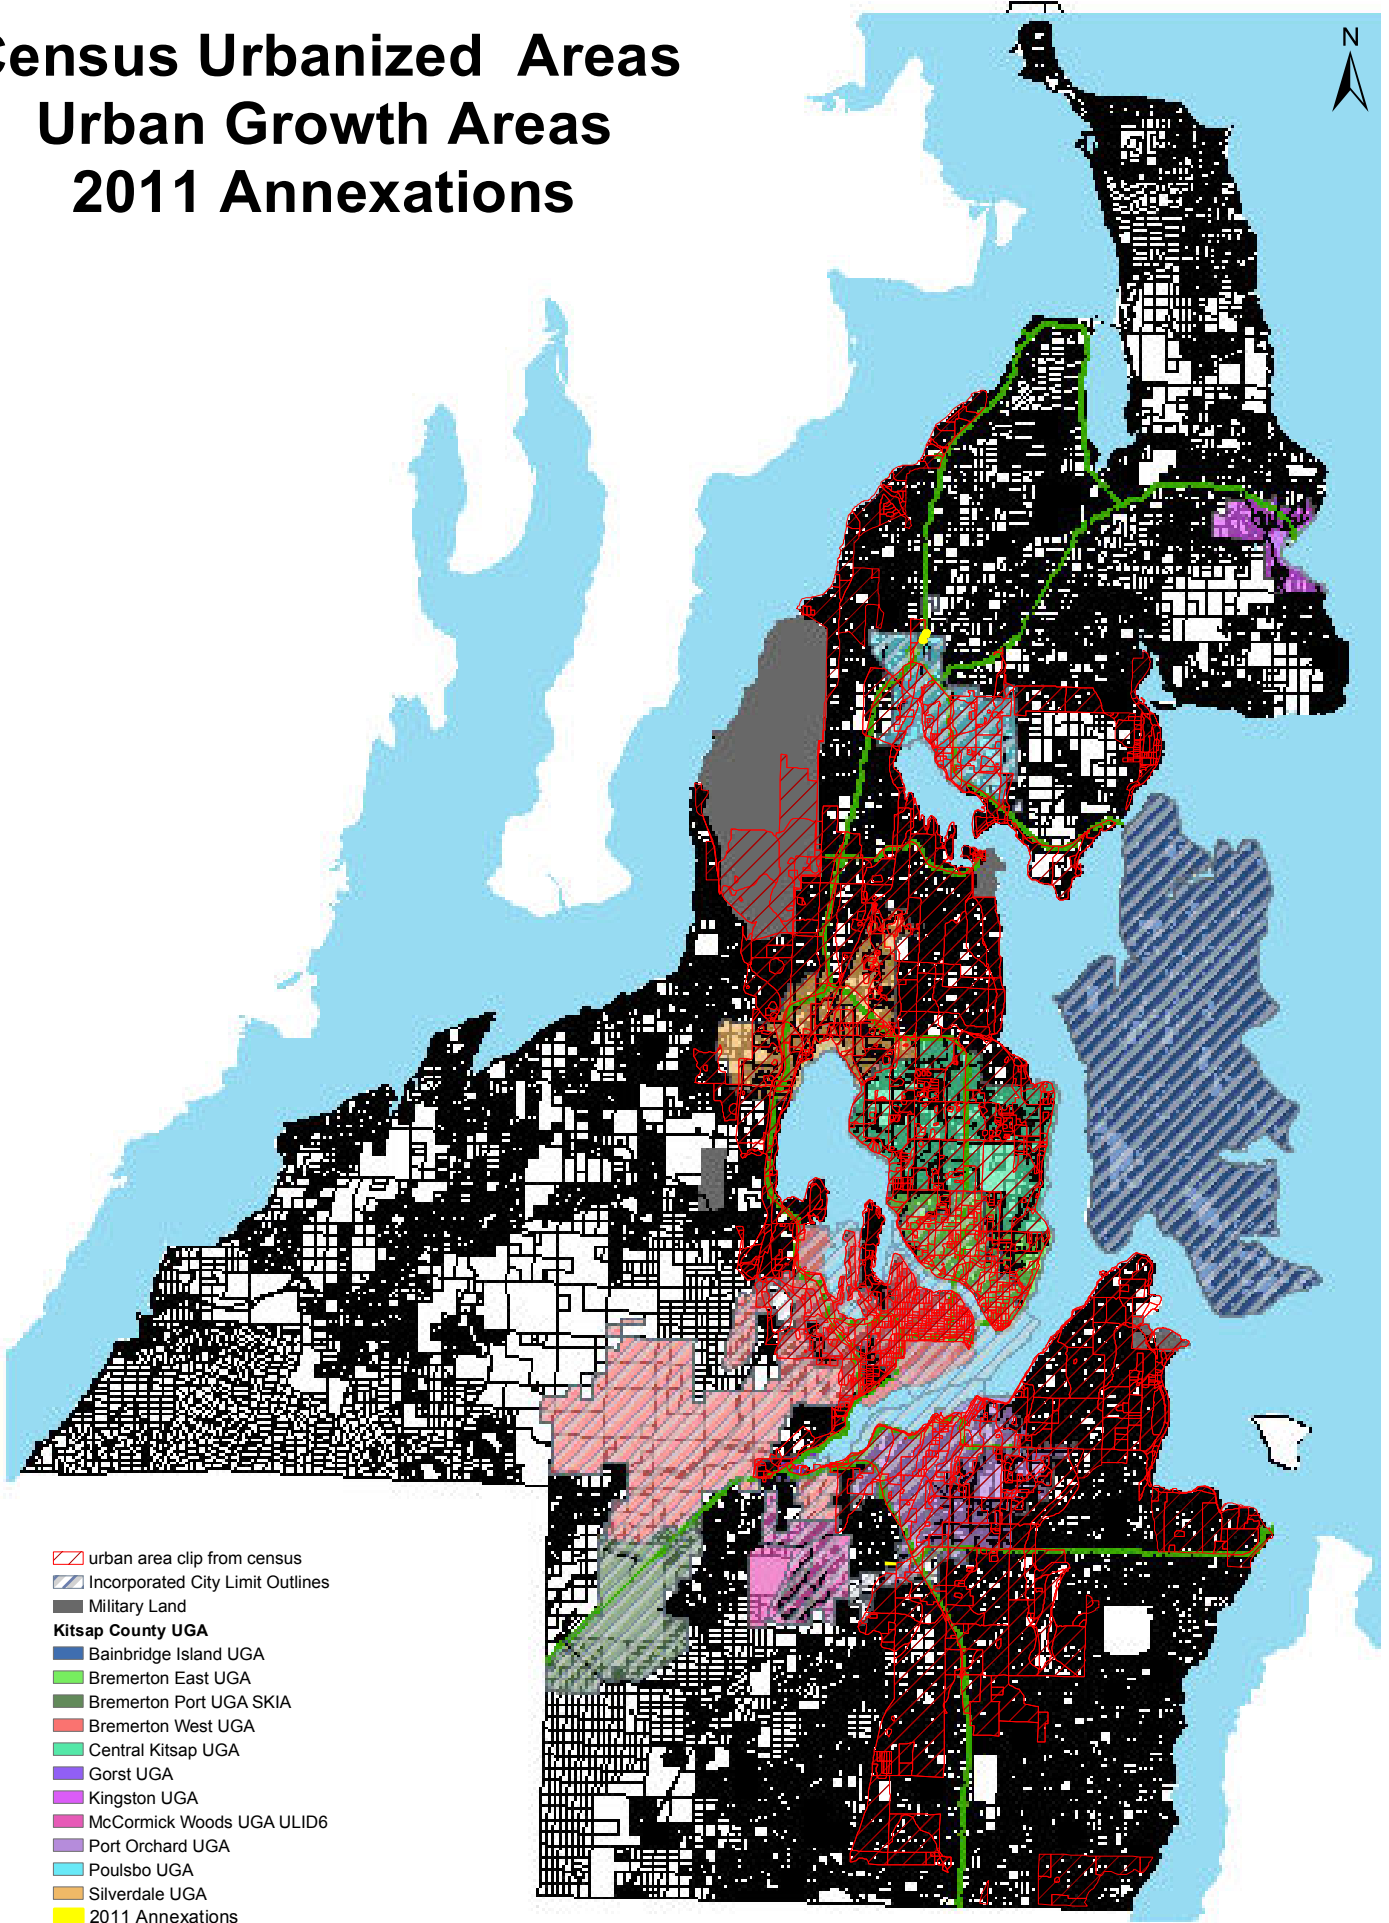 Census Urbanized Areas
Urban Growth Areas
2011 Annexations
N
urban area clip from census
Incorporated City Limit Outlines
Military Land
Kitsap County UGA
Bainbridge Island UGA
Bremerton East UGA
Bremerton Port UGA SKIA
Bremerton West UGA
Central Kitsap UGA
Gorst UGA
Kingston UGA
McCormick Woods UGA ULID6
Port Orchard UGA
Poulsbo UGA
Silverdale UGA
2011 Annexations